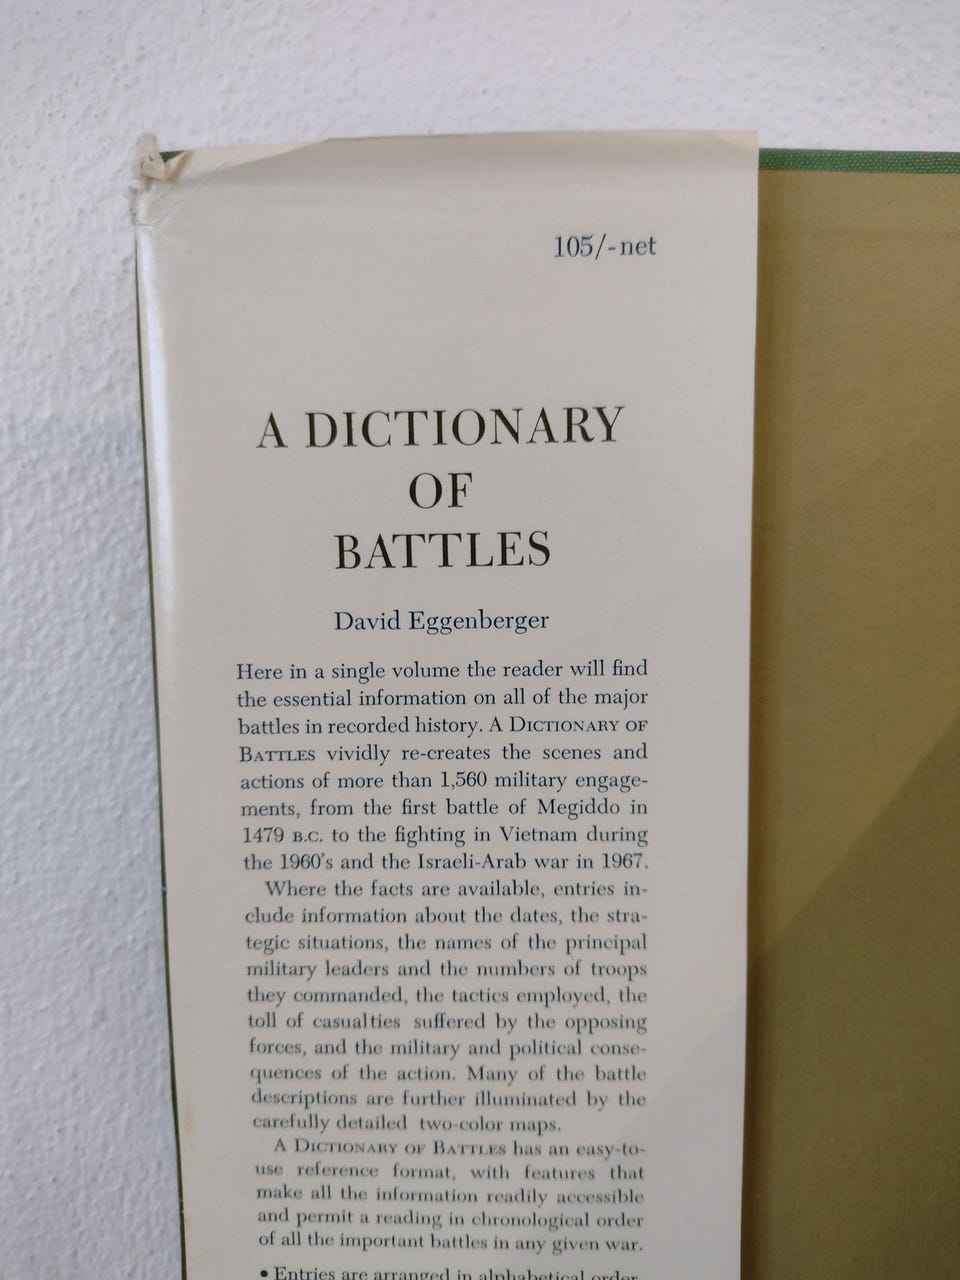 105/-net
A DICTIONARY
OF
BATTLES
David Eggenberger
Here in a single volume the reader will find
the essential information on all of the major
battles in recorded history. A DICTIONARY OF
BATTLES vividly re-creates the scenes and
actions of more than 1,560 military engage-
ments, from the first battle of Megiddo in
1479 B.C. to the fighting in Vietnam during
the 1960's and the Israeli-Arab war in 1967.
Where the facts are available, entries in-
clude information about the dates, the stra-
tegic situations, the names of the principal
military leaders and the numbers of troops
they commanded, the tactics employed, the
toll of casualties suffered by the opposing
forces, and the military and political conse-
quences of the action. Many of the battle
descriptions are further illuminated by the
carefully detailed two-color maps.
A DICTIONARY OF BATTLES has an easy-to-
use reference format, with features that
make all the information readily accessible
and permit a reading in chronological order
of all the important battles in any given war.
• Entries are arranged in alphabetical order